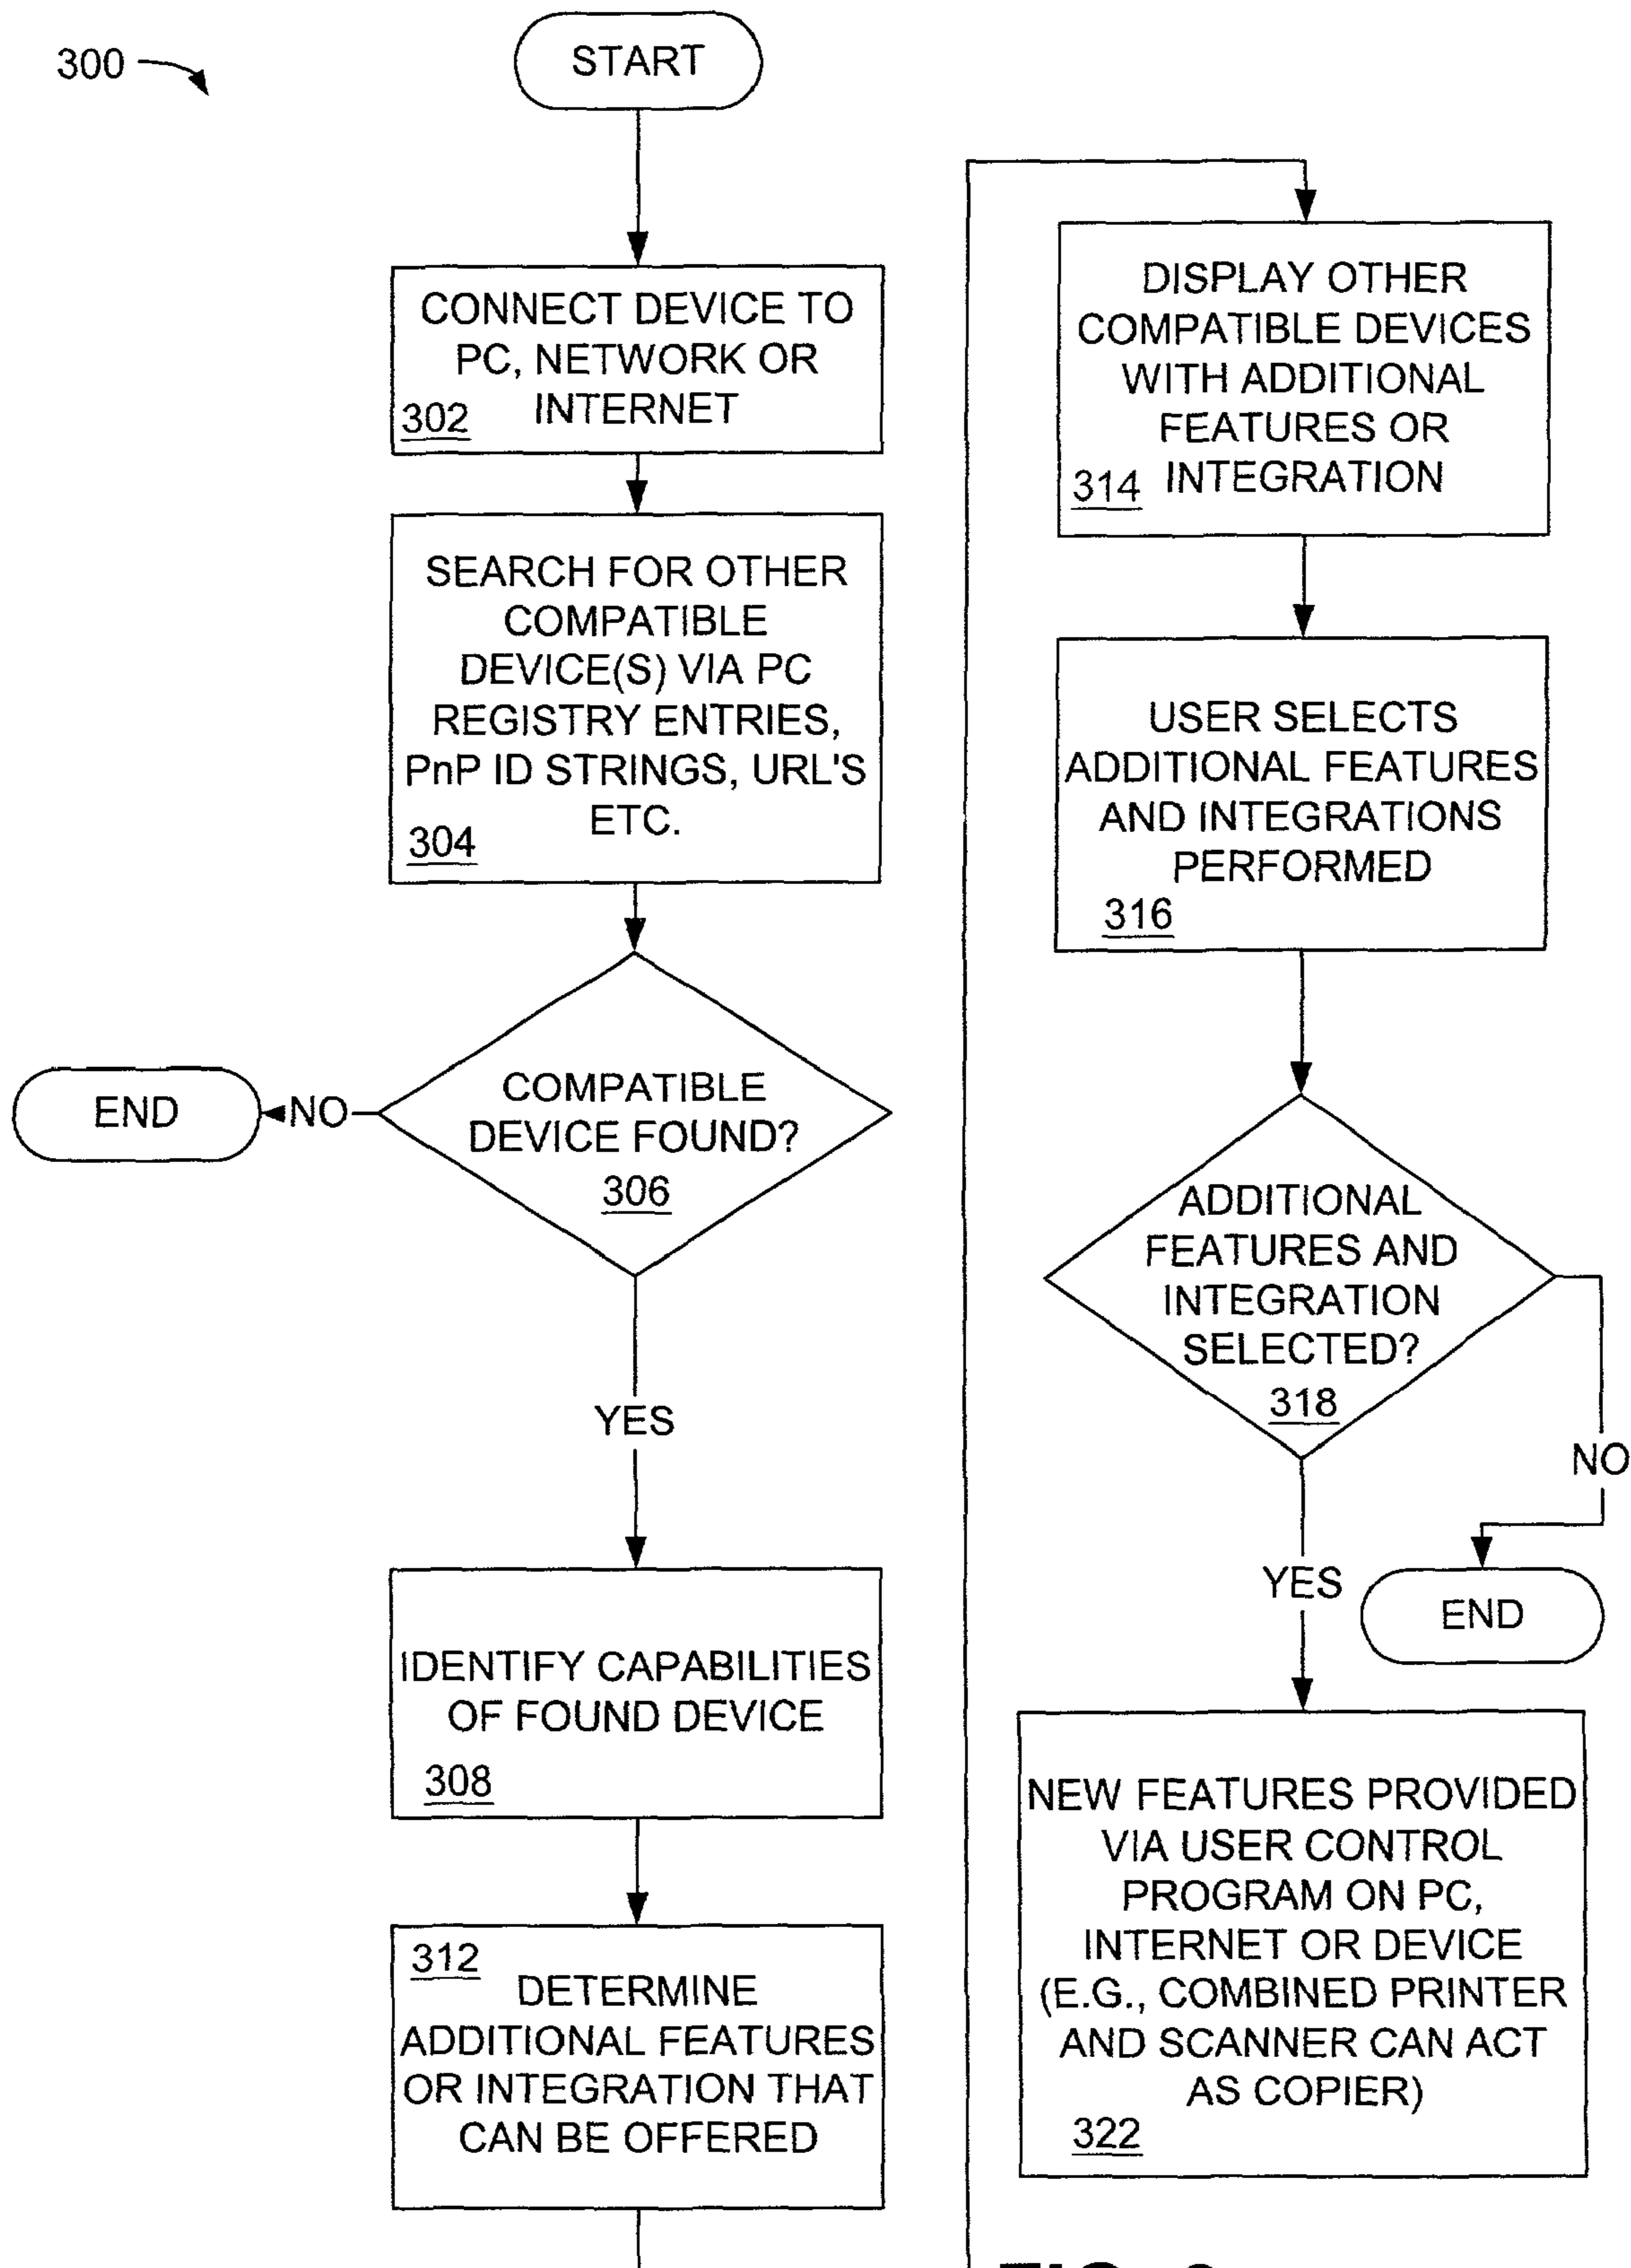 300
START
CONNECT DEVICE TO
PC, NETWORK OR
INTERNET
302
SEARCH FOR OTHER
COMPATIBLE
DEVICE(S) VIA PC
REGISTRY ENTRIES,
PnP ID STRINGS, URL'S
ETC.
304
COMPATIBLE
DEVICE FOUND?
306
NO
END
YES
IDENTIFY CAPABILITIES
OF FOUND DEVICE
308
312
DETERMINE
ADDITIONAL FEATURES
OR INTEGRATION THAT
CAN BE OFFERED
DISPLAY OTHER
COMPATIBLE DEVICES
WITH ADDITIONAL
FEATURES OR
INTEGRATION
314
USER SELECTS
ADDITIONAL FEATURES
AND INTEGRATIONS
PERFORMED
316
ADDITIONAL
FEATURES AND
INTEGRATION
SELECTED?
318
NO
END
YES
NEW FEATURES PROVIDED
VIA USER CONTROL
PROGRAM ON PC,
INTERNET OR DEVICE
(E.G., COMBINED PRINTER
AND SCANNER CAN ACT
AS COPIER)
322